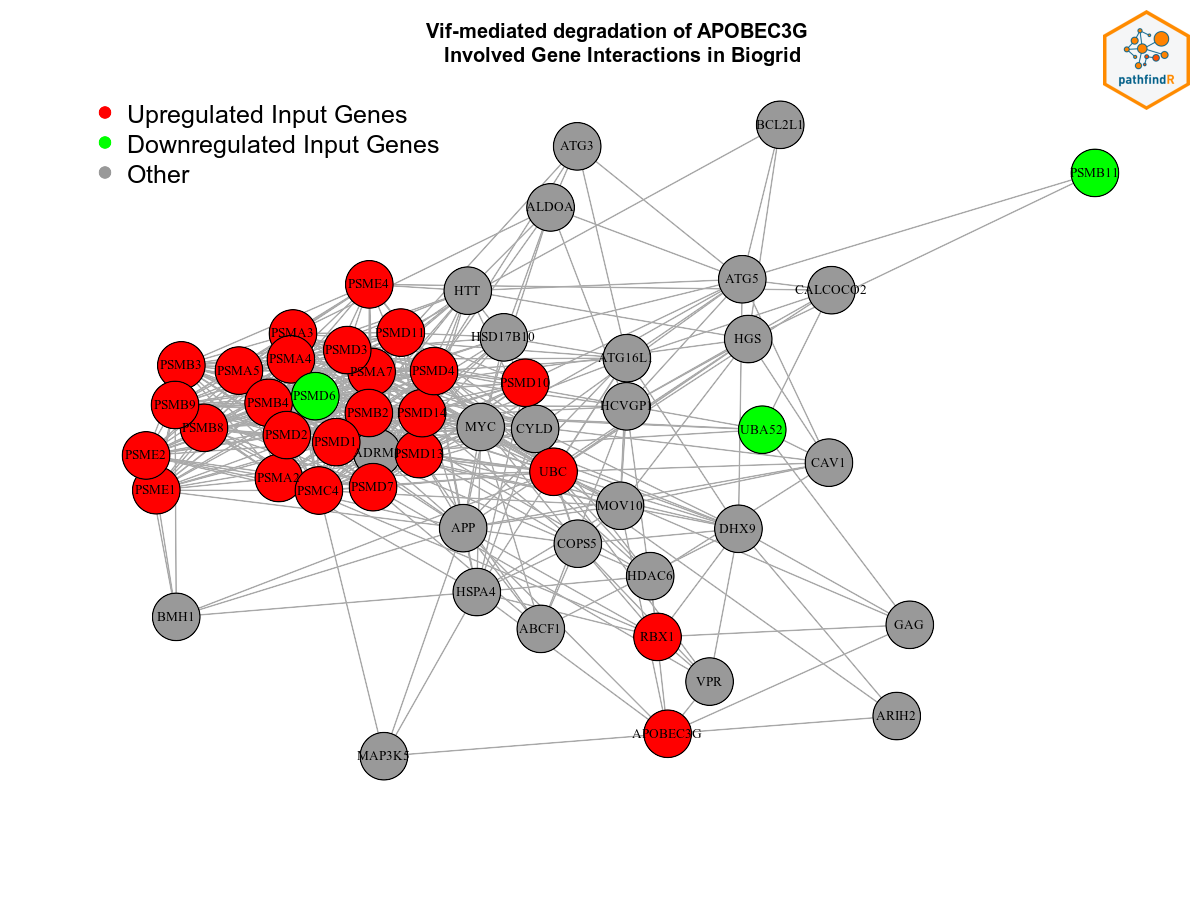 Vif-mediated degradation of APOBEC3G
Involved Gene Interactions in Biogrid
pathfindR
Upregulated Input Genes
Downregulated Input Genes
Other
BCL2L1
ATG3
PSMB11
ALDOA
ATG5
PSME4
HTT
CALCOCO2
PSMA3
PSMD11
HSD17B10
HGS
PSMD3
PSMA4
ATG16L
PSMB3
PSMA5
PSMA7
PSMD4
PSMD10
PSMD6
PSMB9
PSMB4
PSMB2
PSMD14
HCVGP1
PSMB8
MYC
CYLD
UBA52
PSMD2
PSMD1
ADRM
PSMD13
PSME2
CAV1
UBC
PSMA2
PSME1
PSMC4
PSMD7
MOV10
APP
DHX9
COPS5
HDAC6
HSPA4
BMH1
ABCF1
RBX1
GAG
VPR
ARIH2
APOBEC3G
MAP3K5